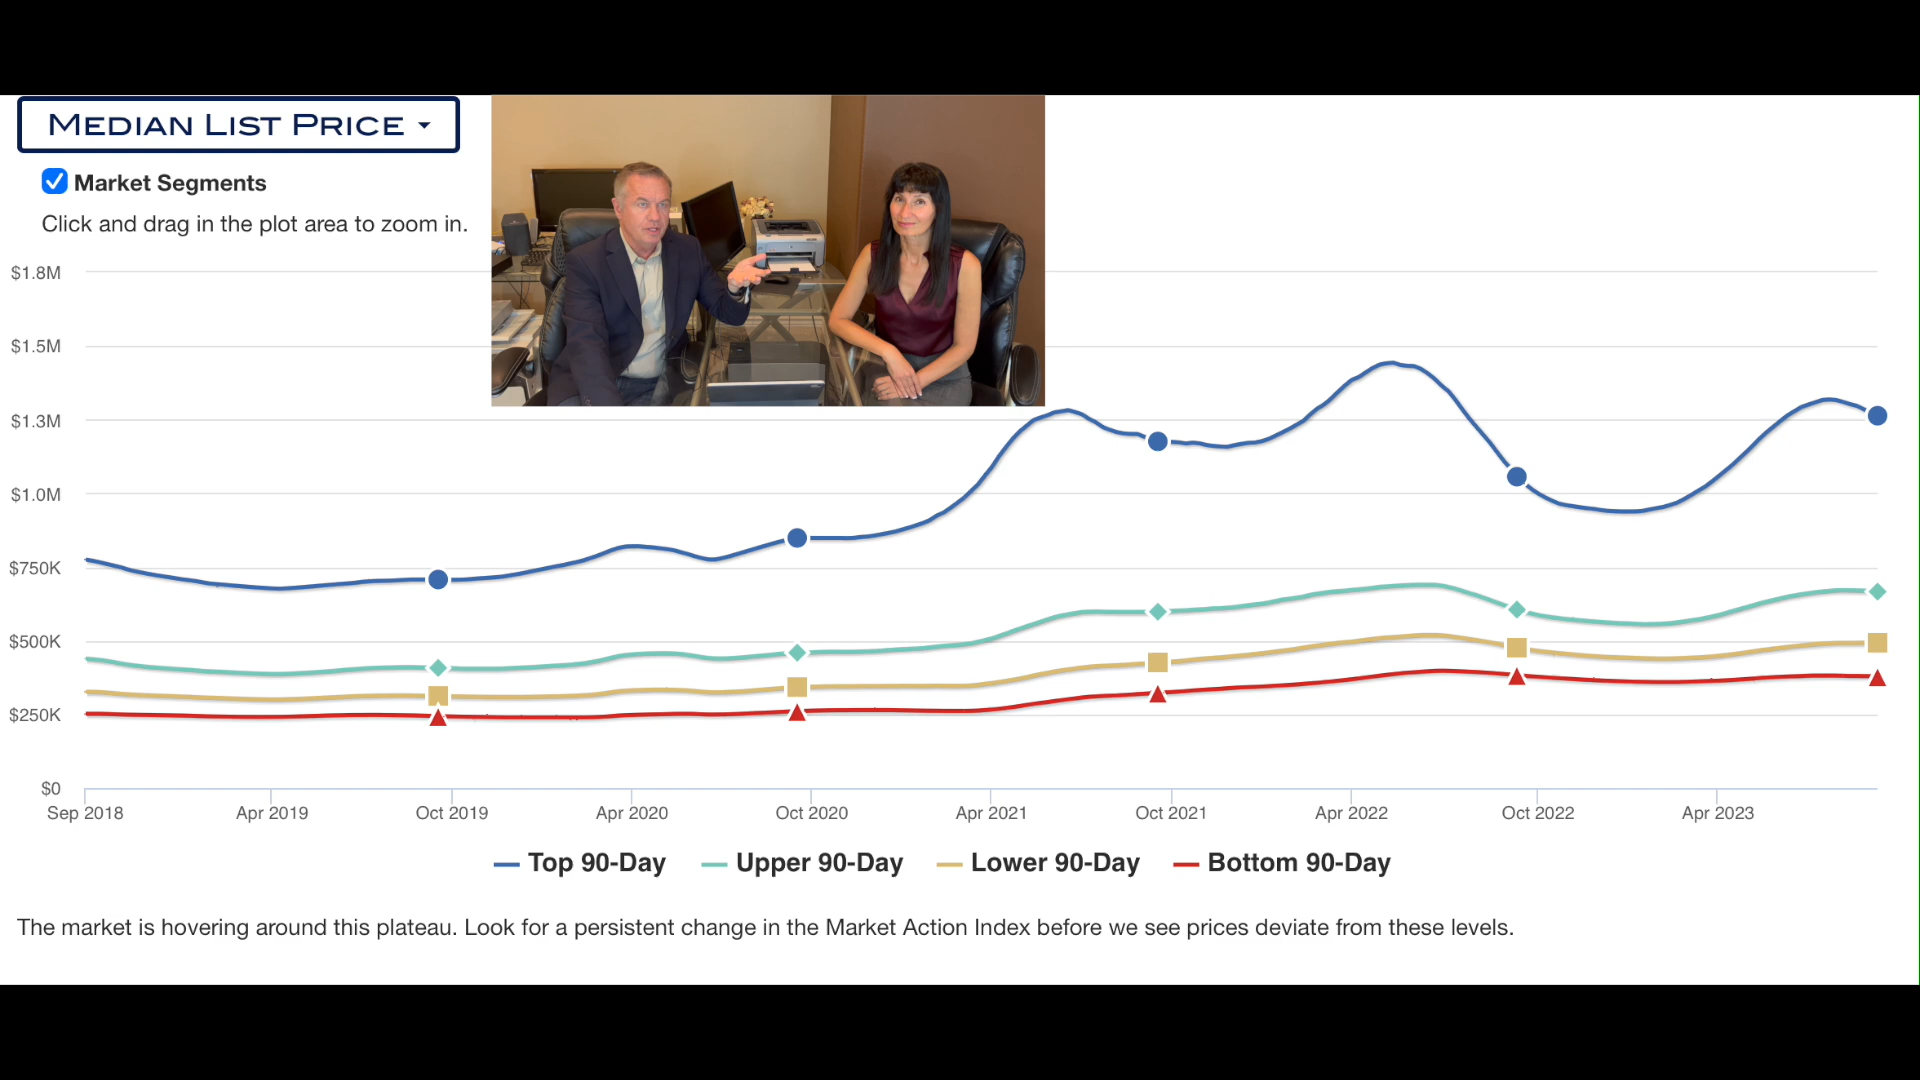 MEDIAN LIST PRICE
Market Segments
Click and drag in the plot area to zoom in.
$1.8M
$1.5M
$1.3M
$1.0M
$750K
$500K
$250K
$0
Sep 2018 Apr 2019 Oct 2019 Apr 2020 Oct 2020 Apr 2021 Oct 2021 Apr 2022 Oct 2022 Apr 2023
Top 90-Day Upper 90-Day Lower 90-Day Bottom 90-Day
The market is hovering around this plateau. Look for a persistent change in the Market Action Index before we see prices deviate from these levels.